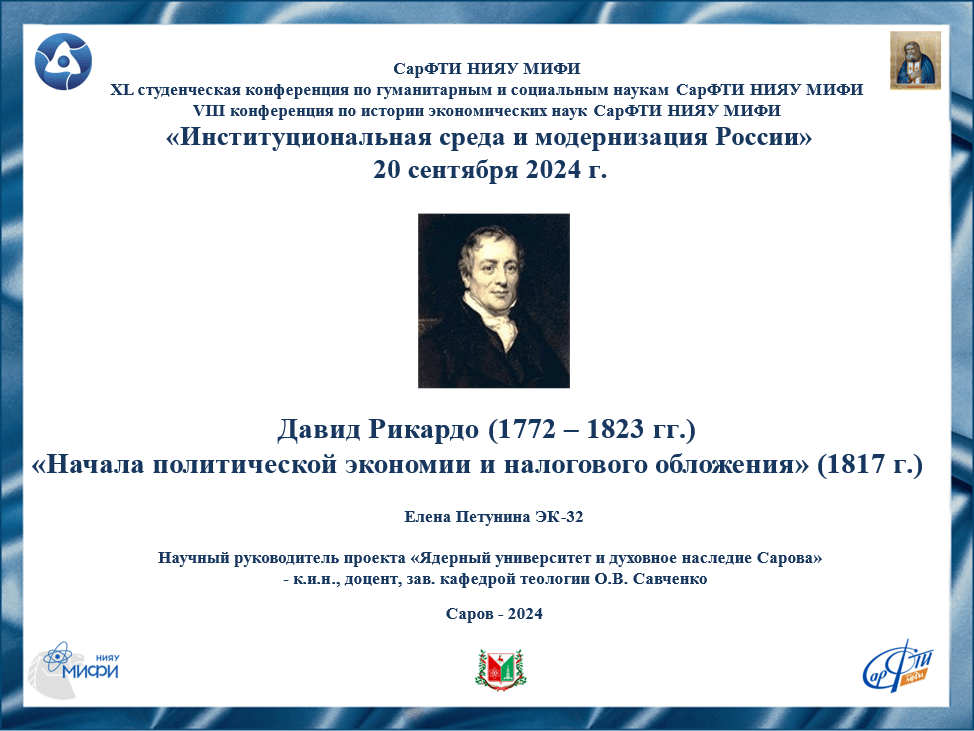 СарФТИ НИЯУ МИФИ
XL студенческая конференция по гуманитарным и социальным наукам СарФТИ НИЯУ МИФИ
VIII конференция по истории экономических наук СарФТИ НИЯУ МИФИ
«Институциональная среда и модернизация России»
20 сентября 2024 г.
Давид Рикардо (1772 – 1823 гг.)
«Начала политической экономии и налогового обложения» (1817 г.)
Елена Петунина ЭК-32
Научный руководитель проекта «Ядерный университет и духовное наследие Сарова»
- к.и.н., доцент, зав. кафедрой теологии О.В. Савченко
Саров - 2024
НИЯУ
МИФИ
СарФТИ
МИФИ